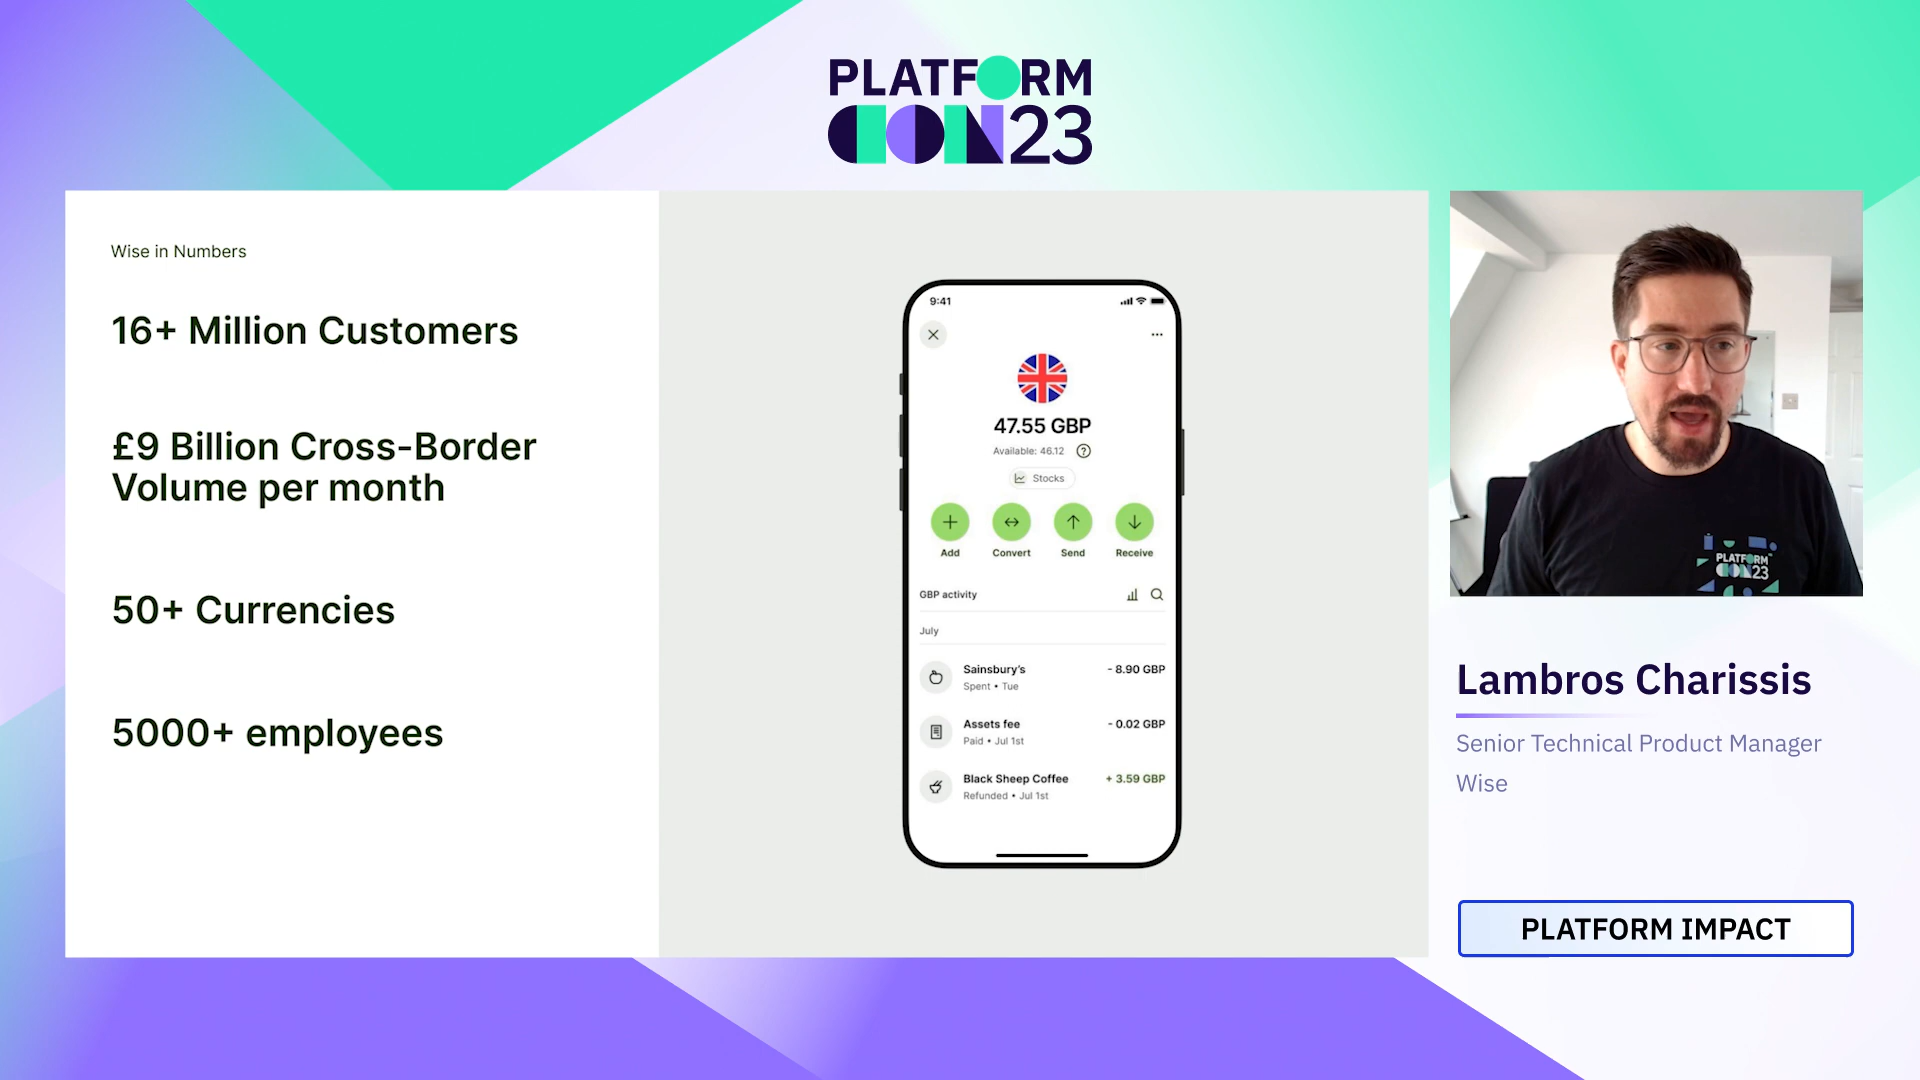 PLATFORM
CON23
Wise in Numbers
16+ Million Customers
£9 Billion Cross-Border
Volume per month
50+ Currencies
5000+ employees
9:41
47.55 GBP
Available: 46.12 ?
Stocks
Add Convert Send Receive
GBP activity
July
Sainsbury's - 8.90 GBP
Spent • Tue
Assets fee - 0.02 GBP
Paid • Jul 1st
Black Sheep Coffee + 3.59 GBP
Refunded • Jul 1st
PLATFORM
CON23
Lambros Charissis
Senior Technical Product Manager
Wise
PLATFORM IMPACT